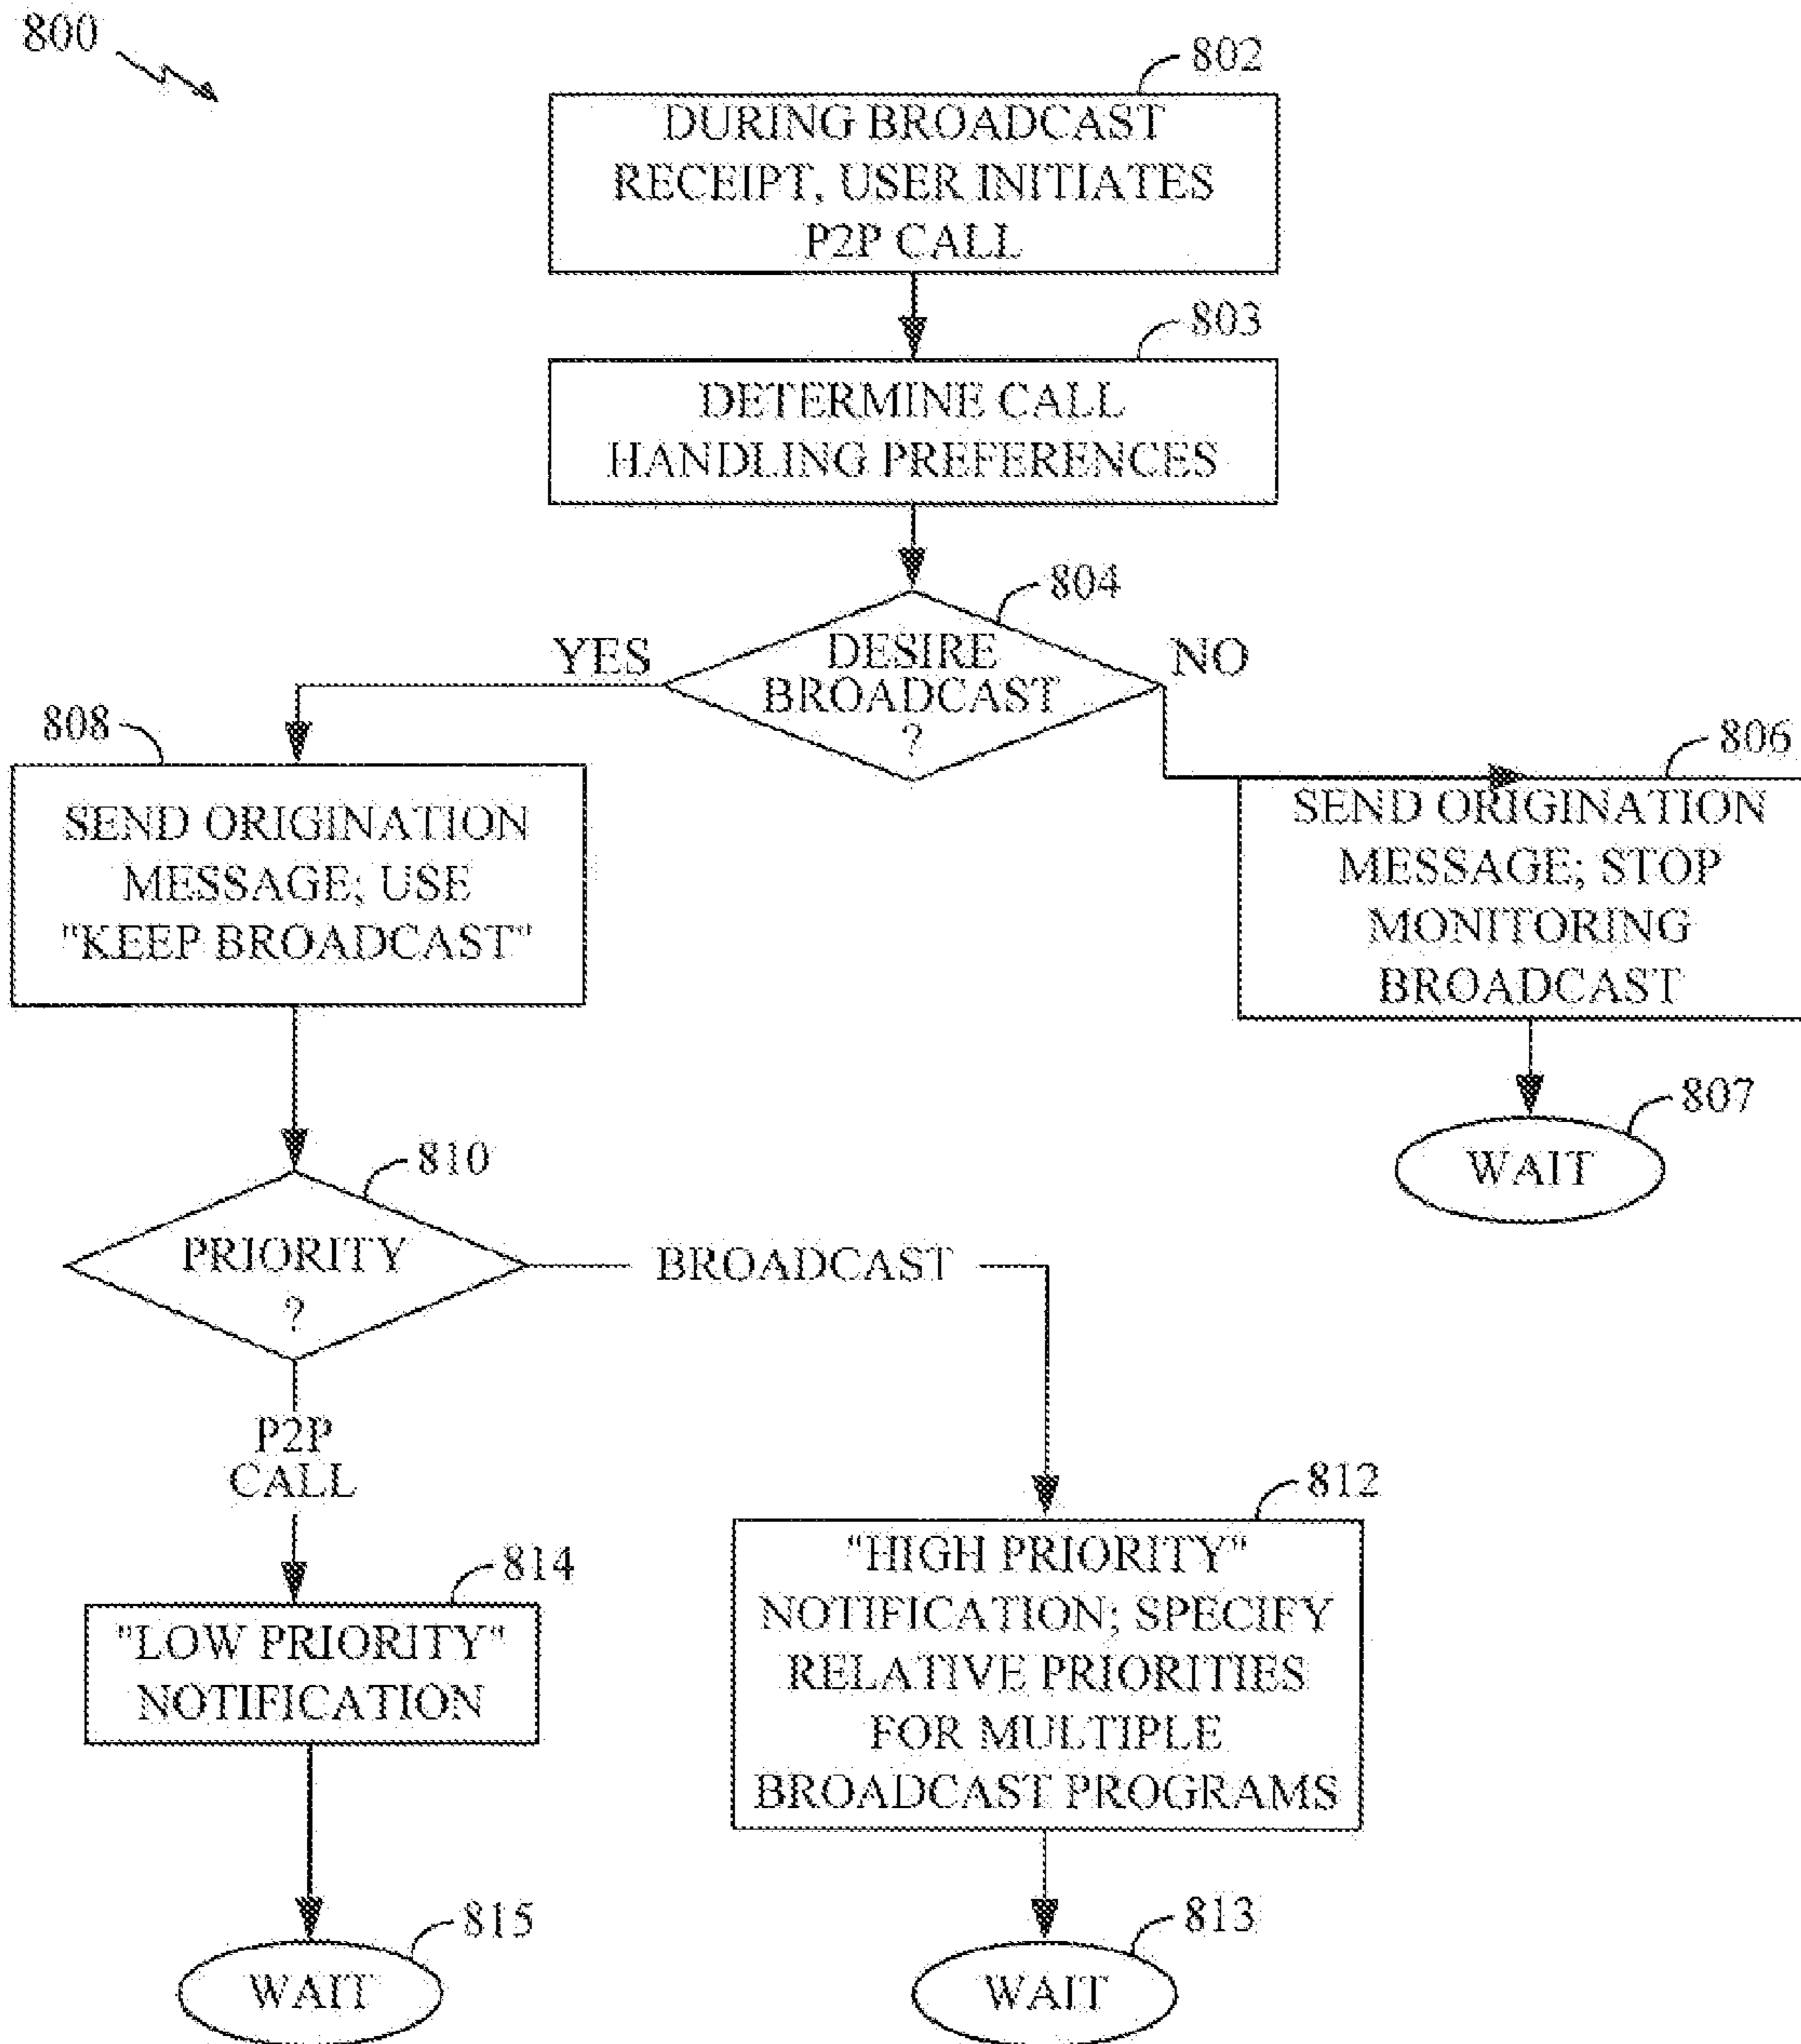 800
802
DURING BROADCAST
RECEIPT, USER INITIATES
P2P CALL
803
DETERMINE CALL
HANDLING PREFERENCES
804
DESIRE
BROADCAST
?
YES
NO
808
SEND ORIGINATION
MESSAGE; USE
"KEEP BROADCAST"
806
SEND ORIGINATION
MESSAGE; STOP
MONITORING
BROADCAST
807
WAIT
810
PRIORITY
?
BROADCAST
P2P
CALL
812
"HIGH PRIORITY"
NOTIFICATION; SPECIFY
RELATIVE PRIORITIES
FOR MULTIPLE
BROADCAST PROGRAMS
814
"LOW PRIORITY"
NOTIFICATION
815
WAIT
813
WAIT